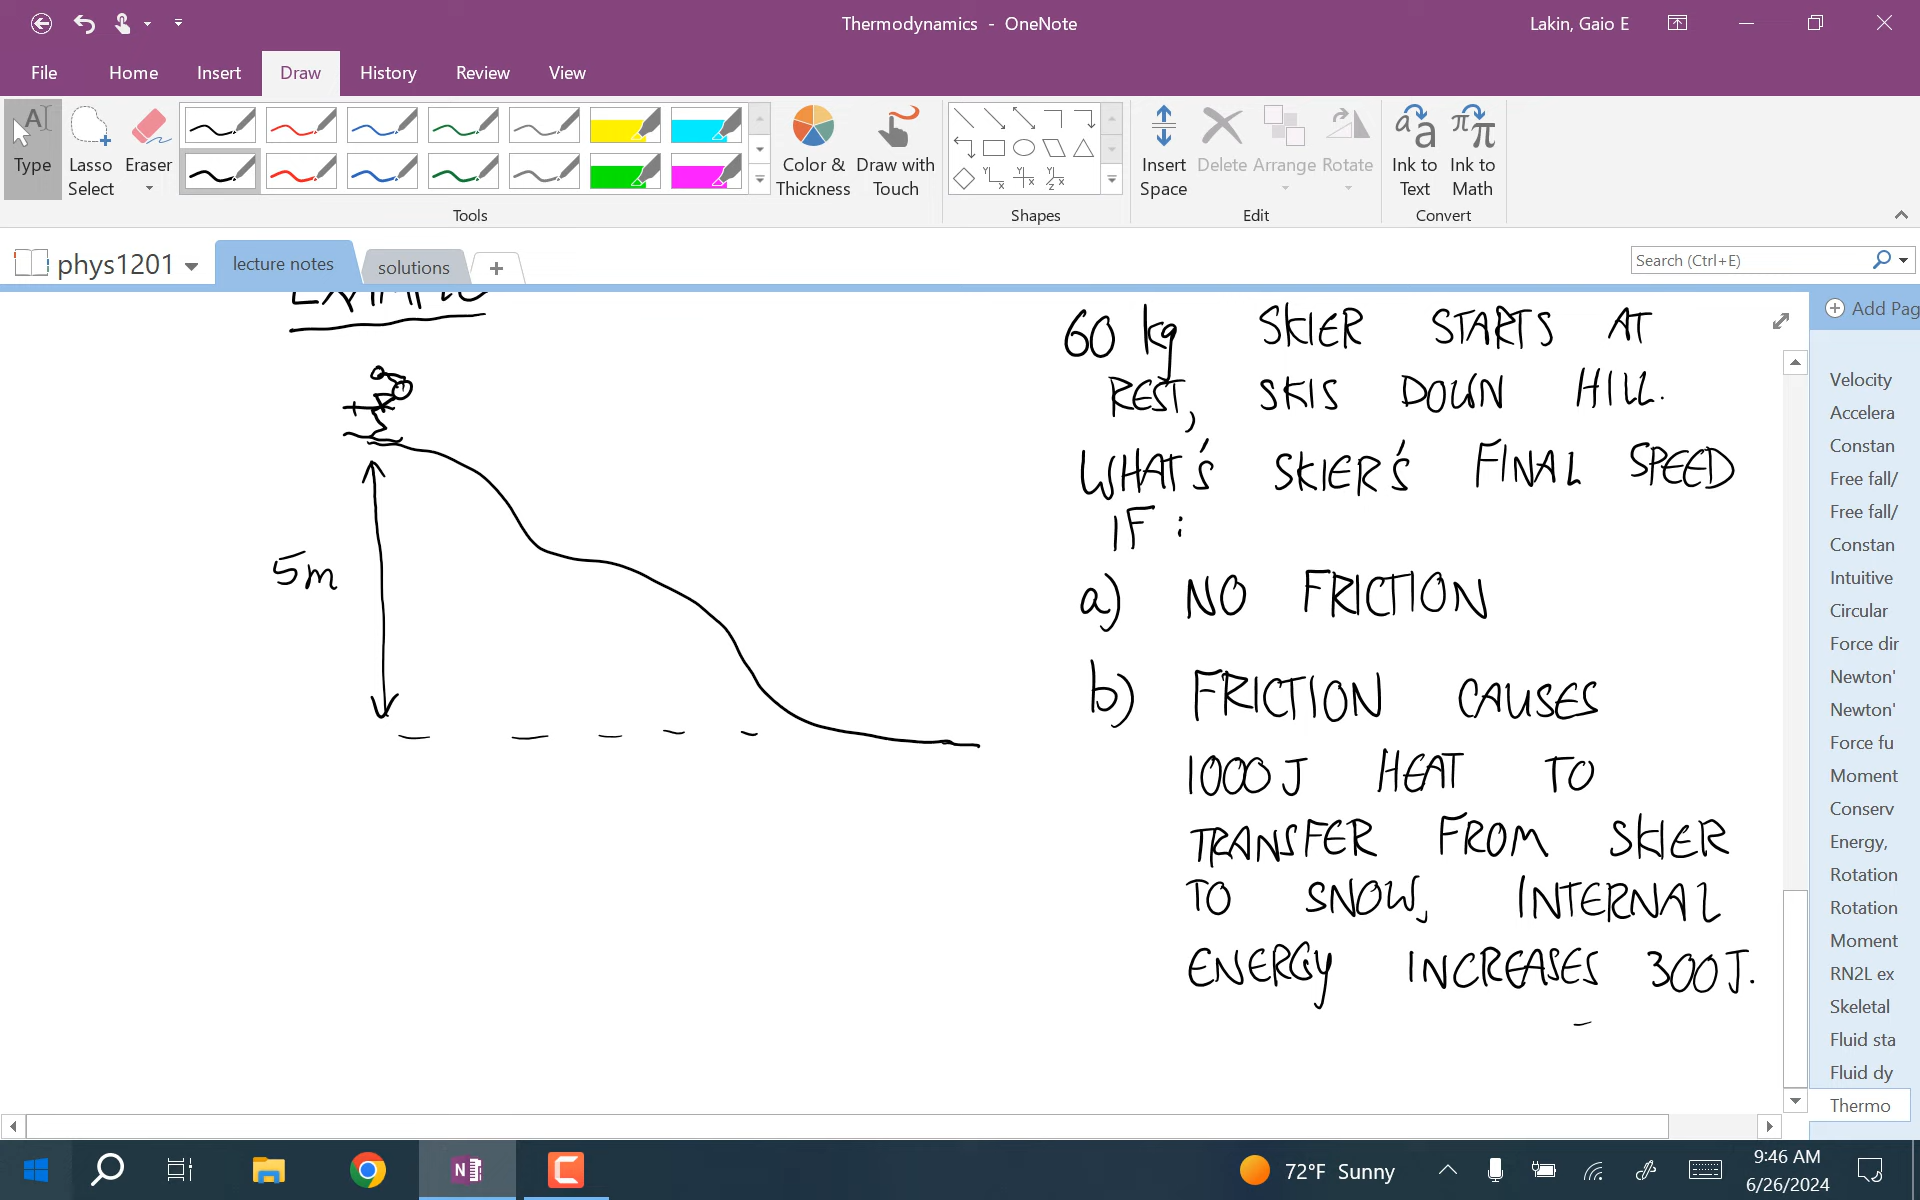 Thermodynamics - OneNote
Lakin, Gaio E
File Home Insert Draw History Review View
Type
Lasso Select
Eraser
Color & Thickness
Draw with Touch
Insert Space
Delete
Arrange
Rotate
Ink to Text
Ink to Math
Tools
Shapes
Edit
Convert
phys1201
lecture notes
solutions
Search (Ctrl+E)
Add Pag
EXAMPLE
5m
60 kg SKIER STARTS AT
REST, SKIS DOWN HILL.
WHAT'S SKIER'S FINAL SPEED
IF :
a) NO FRICTION
b) FRICTION CAUSES
1000J HEAT TO
TRANSFER FROM SKIER
TO SNOW, INTERNAL
ENERGY INCREASES 300J.
Velocity
Accelera
Constan
Free fall/
Free fall/
Constan
Intuitive
Circular
Force dir
Newton'
Newton'
Force fu
Moment
Conserv
Energy,
Rotation
Rotation
Moment
RN2L ex
Skeletal
Fluid sta
Fluid dy
Thermo
72°F Sunny
9:46 AM
6/26/2024